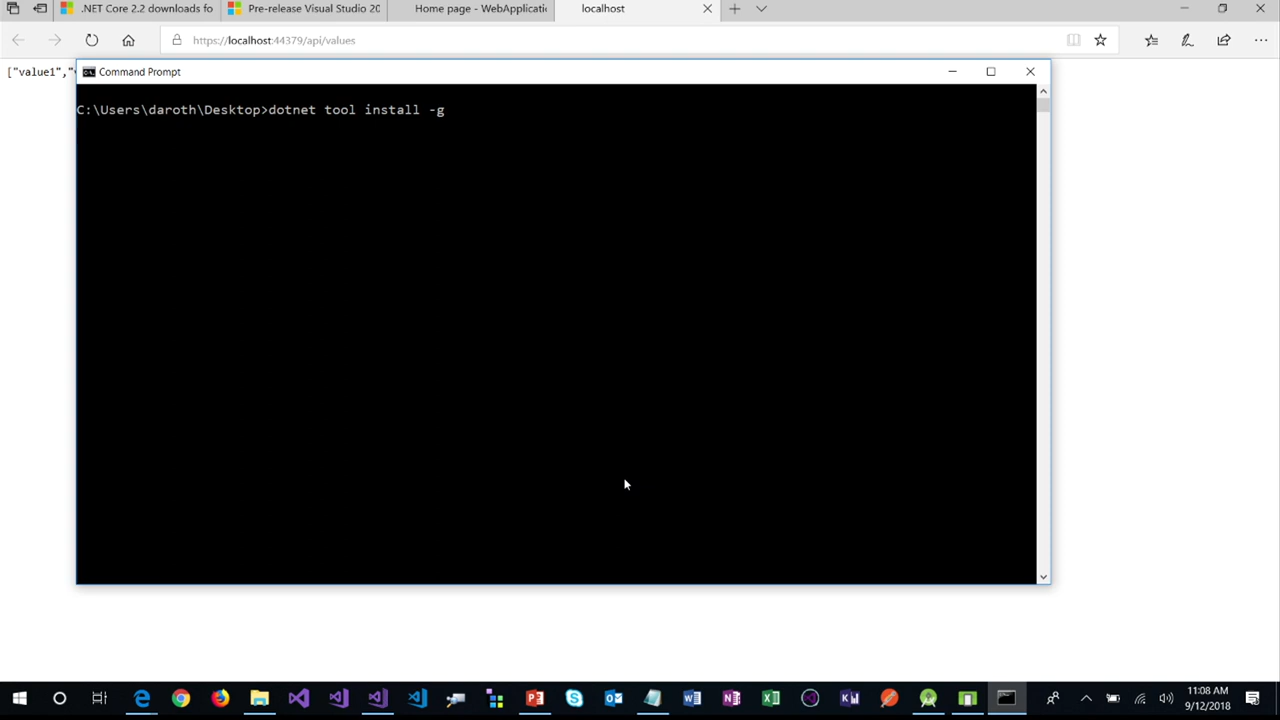 .NET Core 2.2 downloads fo
Pre-release Visual Studio 20
Home page - WebApplicatio
localhost
https://localhost:44379/api/values
["value1","
Command Prompt
C:\Users\daroth\Desktop>dotnet tool install -g
11:08 AM
9/12/2018